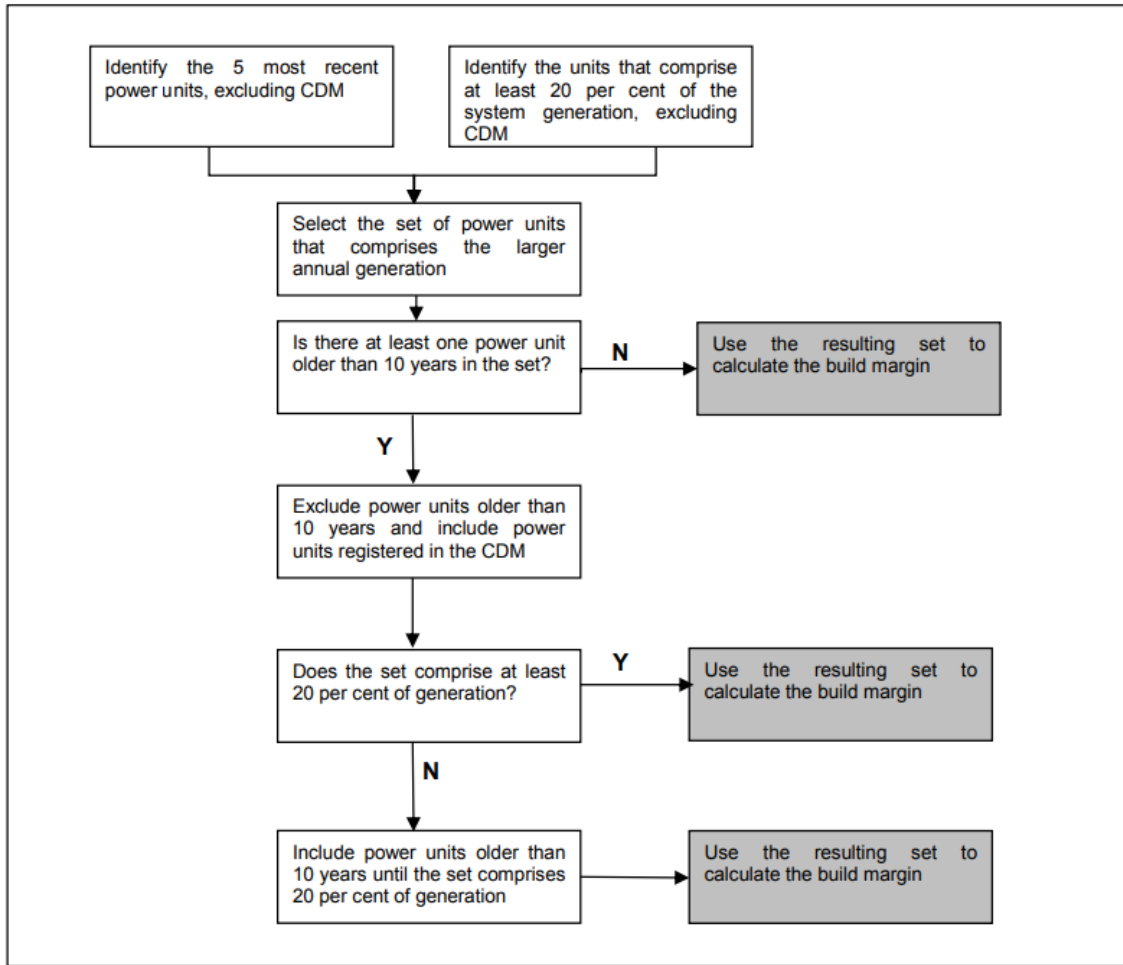 Identify the 5 most recent
power units, excluding CDM
Identify the units that comprise
at least 20 per cent of the
system generation, excluding
CDM
Select the set of power units
that comprises the larger
annual generation
Is there at least one power unit
older than 10 years in the set?
N
Use the resulting set to
calculate the build margin
Y
Exclude power units older than
10 years and include power
units registered in the CDM
Does the set comprise at least
20 per cent of generation?
Y
Use the resulting set to
calculate the build margin
N
Include power units older than
10 years until the set comprises
20 per cent of generation
Use the resulting set to
calculate the build margin